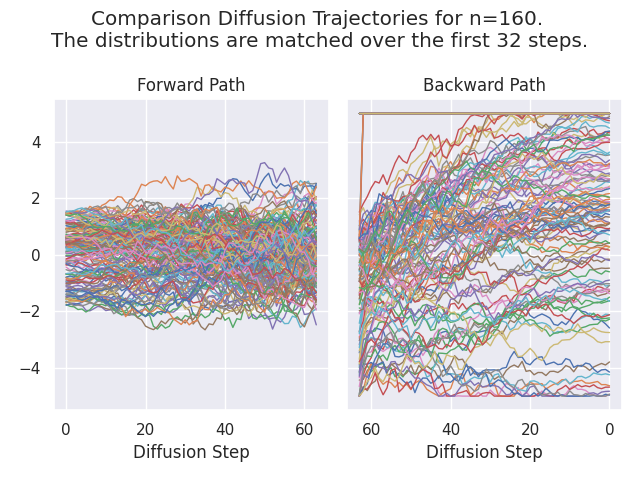 Comparison Diffusion Trajectories for n=160.
The distributions are matched over the first 32 steps.
Forward Path
Backward Path
4
2
0
−2
−4
0 20 40 60
60 40 20 0
Diffusion Step
Diffusion Step